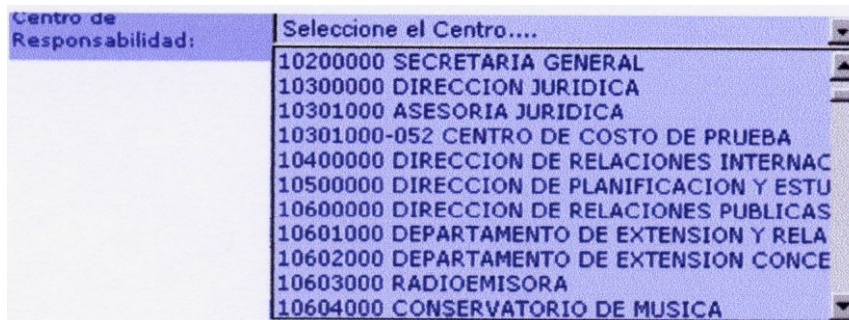 Centro de
Responsabilidad:
Seleccione el Centro....
10200000 SECRETARIA GENERAL
10300000 DIRECCION JURIDICA
10301000 ASESORIA JURIDICA
10301000-052 CENTRO DE COSTO DE PRUEBA
10400000 DIRECCION DE RELACIONES INTERNAC
10500000 DIRECCION DE PLANIFICACION Y ESTU
10600000 DIRECCION DE RELACIONES PUBLICAS
10601000 DEPARTAMENTO DE EXTENSION Y RELA
10602000 DEPARTAMENTO DE EXTENSION CONCE
10603000 RADIOEMISORA
10604000 CONSERVATORIO DE MUSICA